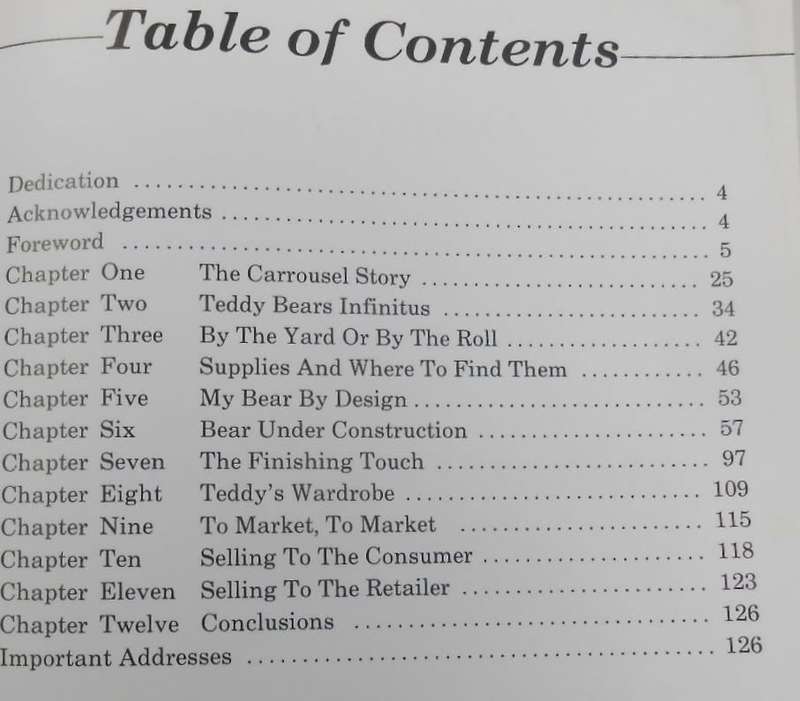 Table of Contents
Dedication ........................................................ 4
Acknowledgements ................................................ 4
Foreword ......................................................... 5
Chapter One The Carrousel Story .......................... 25
Chapter Two Teddy Bears Infinitus ........................ 34
Chapter Three By The Yard Or By The Roll .................. 42
Chapter Four Supplies And Where To Find Them ............ 46
Chapter Five My Bear By Design ........................... 53
Chapter Six Bear Under Construction ..................... 57
Chapter Seven The Finishing Touch ......................... 97
Chapter Eight Teddy's Wardrobe ........................... 109
Chapter Nine To Market, To Market ...................... 115
Chapter Ten Selling To The Consumer .................... 118
Chapter Eleven Selling To The Retailer ...................... 123
Chapter Twelve Conclusions ................................ 126
Important Addresses ........................................... 126